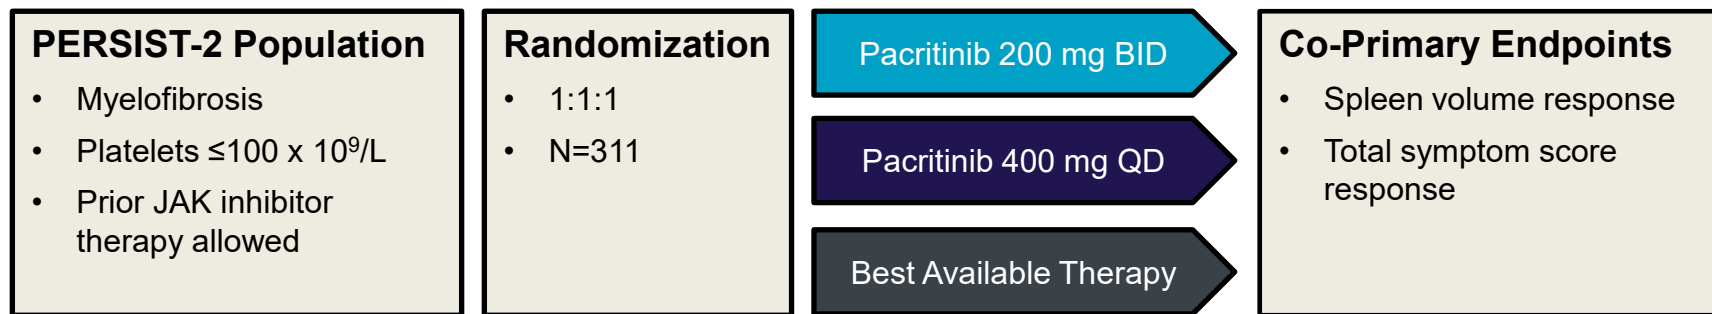 PERSIST-2 Population
• Myelofibrosis
• Platelets ≤100 x 10⁹/L
• Prior JAK inhibitor
therapy allowed
Randomization
• 1:1:1
• N=311
Pacritinib 200 mg BID
Pacritinib 400 mg QD
Best Available Therapy
Co-Primary Endpoints
• Spleen volume response
• Total symptom score
response